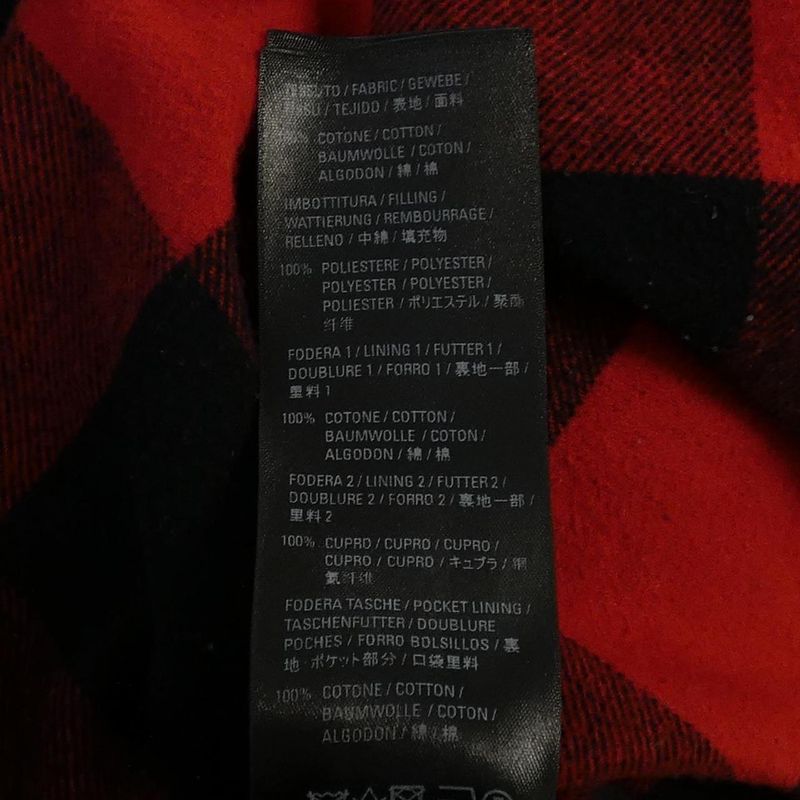 TESSUTO / FABRIC / GEWEBE /
TISSU / TEJIDO / 表地 / 面料
100% COTONE / COTTON /
BAUMWOLLE / COTON /
ALGODON / 綿 / 棉
IMBOTTITURA / FILLING /
WATTIERUNG / REMBOURRAGE /
RELLENO / 中綿 / 填充物
100% POLIESTERE / POLYESTER /
POLYESTER / POLYESTER /
POLIESTER / ポリエステル / 聚酯
纤维
FODERA 1 / LINING 1 / FUTTER 1 /
DOUBLURE 1 / FORRO 1 / 裏地一部 /
里料 1
100% COTONE / COTTON /
BAUMWOLLE / COTON /
ALGODON / 綿 / 棉
FODERA 2 / LINING 2 / FUTTER 2 /
DOUBLURE 2 / FORRO 2 / 裏地一部 /
里料 2
100% CUPRO / CUPRO / CUPRO /
CUPRO / CUPRO / キュプラ / 铜
氨纤维
FODERA TASCHE / POCKET LINING /
TASCHENFUTTER / DOUBLURE
POCHES / FORRO BOLSILLOS / 裏
地 · ポケット部分 / 口袋里料
100% COTONE / COTTON /
BAUMWOLLE / COTON /
ALGODON / 綿 / 棉